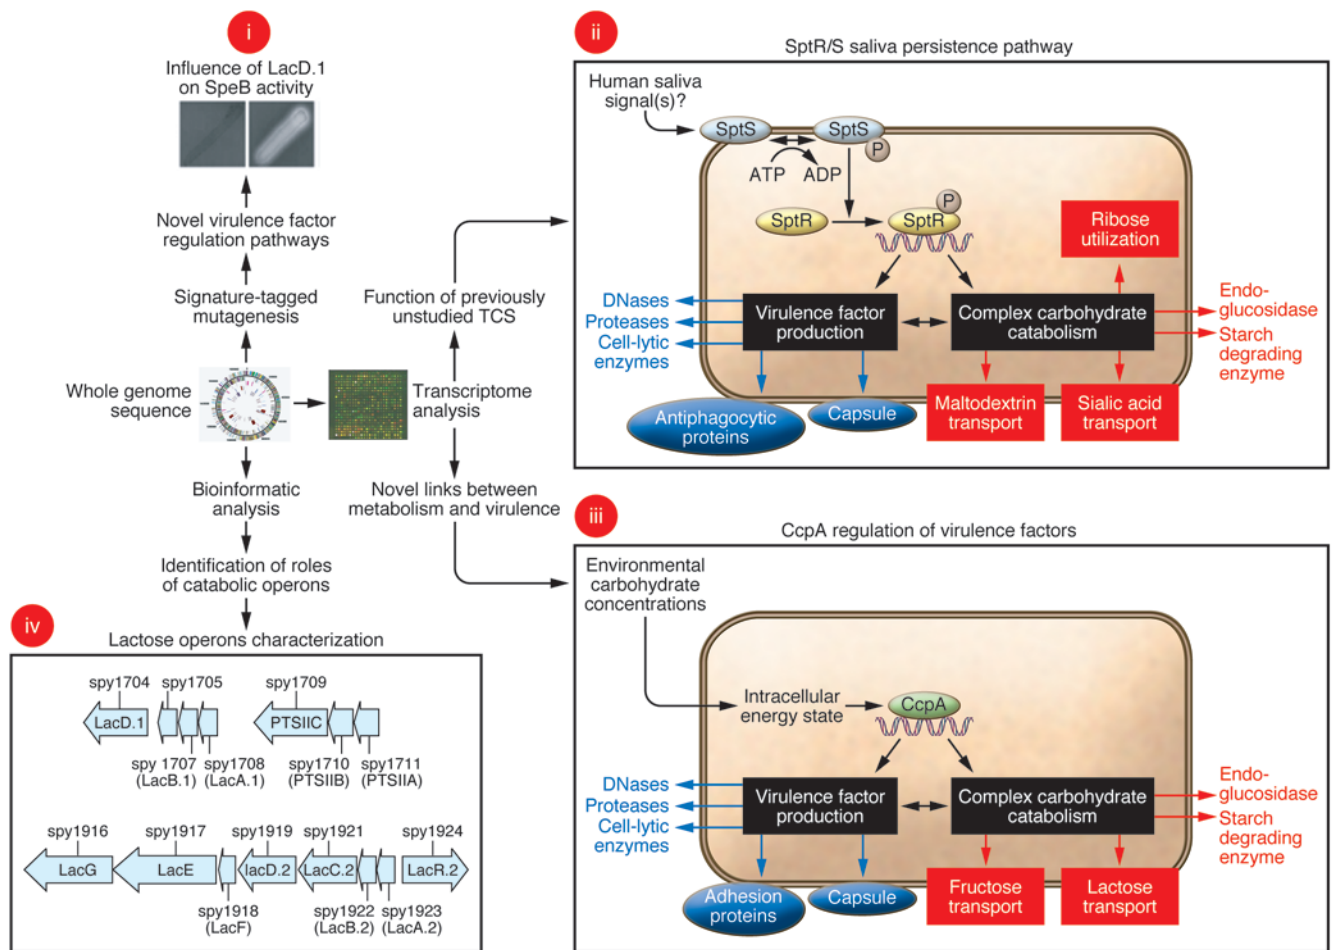 i
Influence of LacD.1
on SpeB activity
Novel virulence factor
regulation pathways
Signature-tagged
mutagenesis
Whole genome
sequence
Transcriptome
analysis
Function of previously
unstudied TCS
Novel links between
metabolism and virulence
Bioinformatic
analysis
Identification of roles
of catabolic operons
ii
SptR/S saliva persistence pathway
Human saliva
signal(s)?
SptS
SptS
P
ATP
ADP
SptR
SptR
P
Ribose
utilization
DNases
Proteases
Cell-lytic
enzymes
Virulence factor
production
Complex carbohydrate
catabolism
Endo-
glucosidase
Starch
degrading
enzyme
Antiphagocytic
proteins
Capsule
Maltodextrin
transport
Sialic acid
transport
iii
CcpA regulation of virulence factors
Environmental
carbohydrate
concentrations
Intracellular
energy state
CcpA
DNases
Proteases
Cell-lytic
enzymes
Virulence factor
production
Complex carbohydrate
catabolism
Endo-
glucosidase
Starch
degrading
enzyme
Adhesion
proteins
Capsule
Fructose
transport
Lactose
transport
iv
Lactose operons characterization
spy1704
spy1705
spy1709
LacD.1
PTSIIC
spy 1707
(LacB.1)
spy1708
(LacA.1)
spy1710
(PTSIIB)
spy1711
(PTSIIA)
spy1916
spy1917
spy1919
spy1921
spy1924
LacG
LacE
lacD.2
LacC.2
LacR.2
spy1918
(LacF)
spy1922
(LacB.2)
spy1923
(LacA.2)